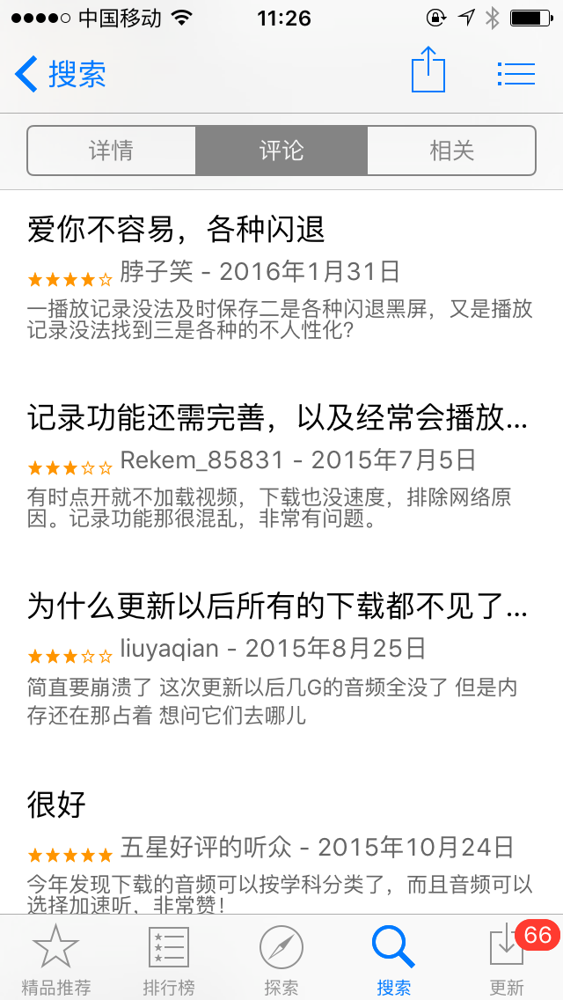 中国移动 11:26
搜索
详情 评论 相关
爱你不容易，各种闪退
脖子笑 - 2016年1月31日
一播放记录没法及时保存二是各种闪退黑屏，又是播放
记录没法找到三是各种的不人性化?
记录功能还需完善，以及经常会播放...
Rekem_85831 - 2015年7月5日
有时点开就不加载视频，下载也没速度，排除网络原
因。记录功能那很混乱，非常有问题。
为什么更新以后所有的下载都不见了...
liuyaqian - 2015年8月25日
简直要崩溃了 这次更新以后几G的音频全没了 但是内
存还在那占着 想问它们去哪儿
很好
五星好评的听众 - 2015年10月24日
今年发现下载的音频可以按学科分类了，而且音频可以
选择加速听，非常赞！
66
精品推荐 排行榜 探索 搜索 更新